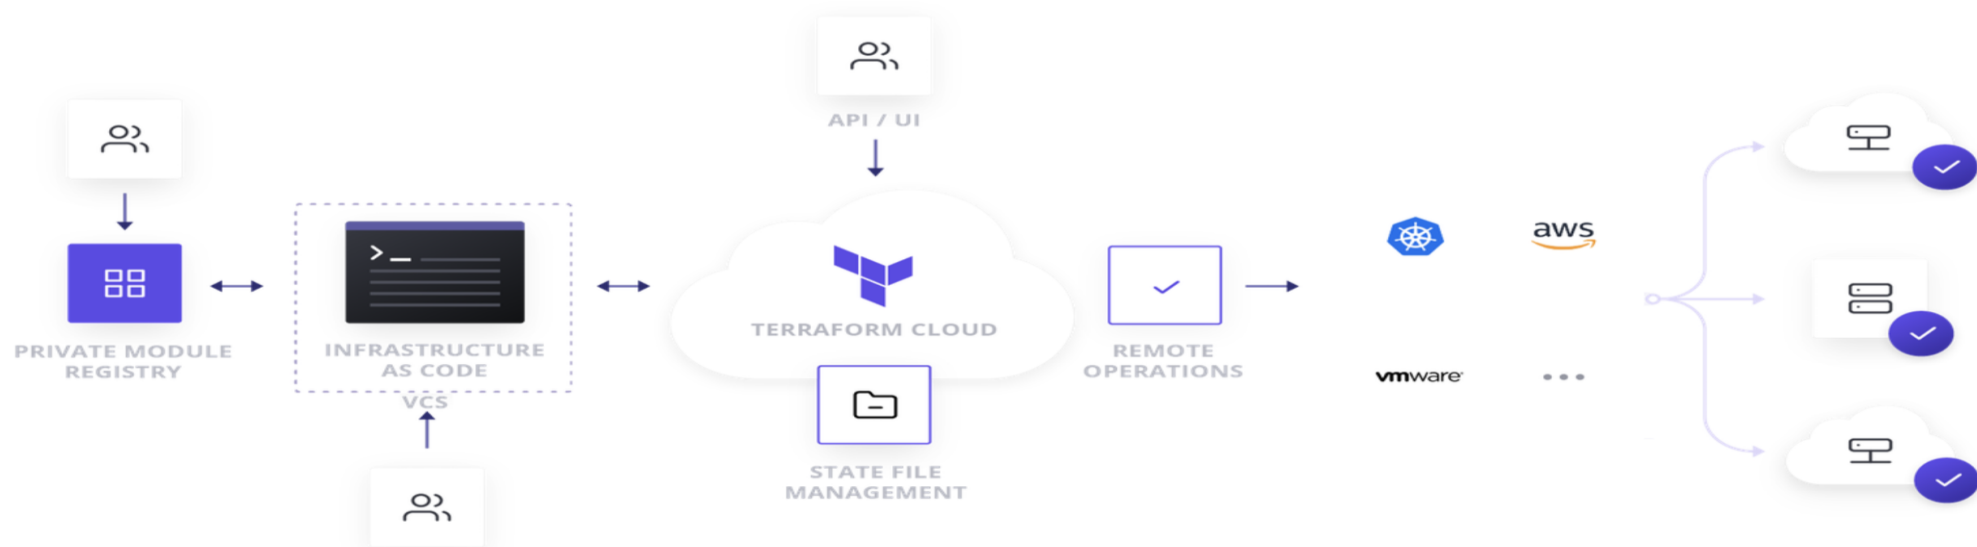 API / UI
PRIVATE MODULE
REGISTRY
INFRASTRUCTURE
AS CODE
VCS
TERRAFORM CLOUD
STATE FILE
MANAGEMENT
REMOTE
OPERATIONS
aws
vmware